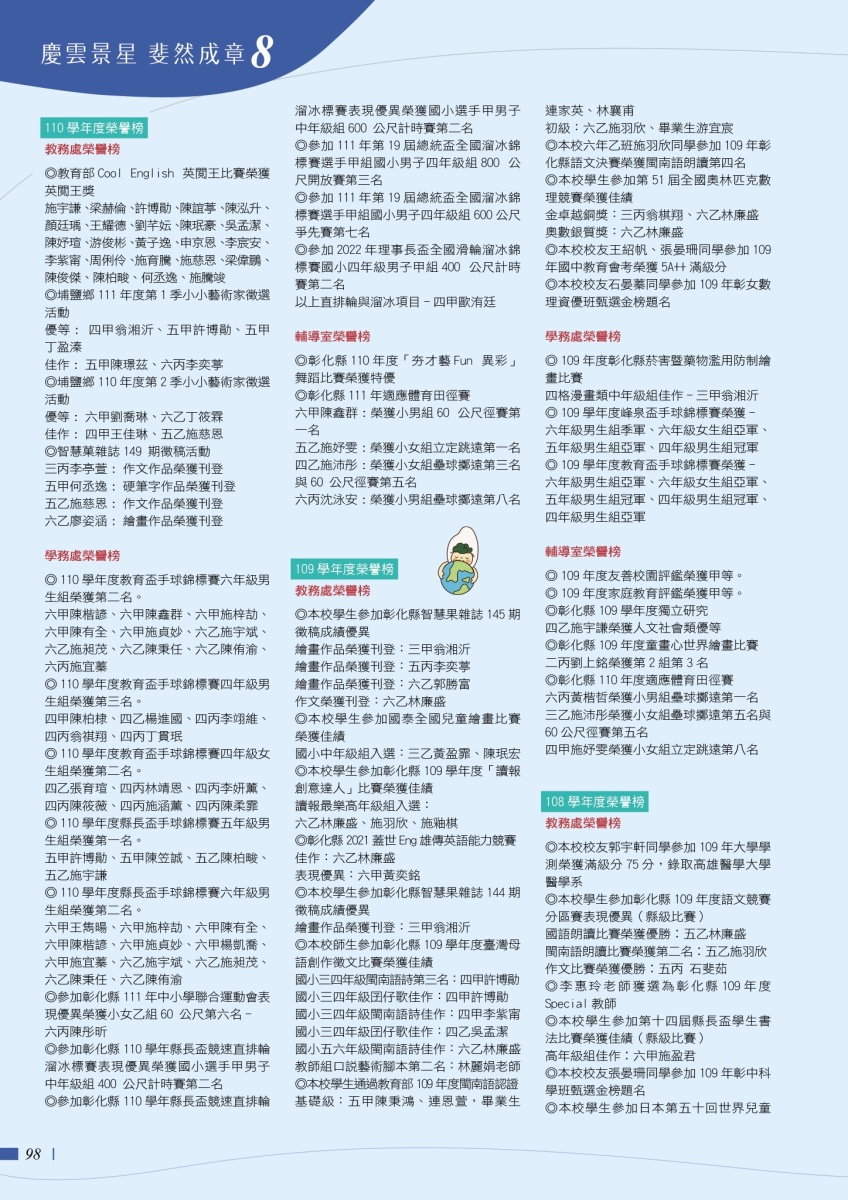 慶雲景星 斐然成章8
110 學年度榮譽榜
教務處榮譽榜
◎教育部 Cool English 英閱王比賽榮獲
英閱王獎
施宇謙、梁赫倫、許博勛、陳誼葶、陳泓升、
顏廷瑀、王耀德、劉芊妘、陳珉豪、吳孟潔、
陳妤瑄、游俊彬、黃子逸、申京恩、李宸安、
李紫甯、周俐伶、施育騰、施慈恩、梁偉鵬、
陳俊傑、陳柏畯、何丞逸、施騰竣
◎埔鹽鄉 111 年度第 1 季小小藝術家徵選
活動
優等： 四甲翁湘沂、五甲許博勛、五甲
丁盈溱
佳作： 五甲陳璟茲、六丙李奕葶
◎埔鹽鄉 110 年度第 2 季小小藝術家徵選
活動
優等： 六甲劉喬琳、六乙丁筱霖
佳作： 四甲王佳琳、五乙施慈恩
◎智慧菓雜誌 149 期徵稿活動
三丙李亭萱： 作文作品榮獲刊登
五甲何丞逸： 硬筆字作品榮獲刊登
五乙施慈恩： 作文作品榮獲刊登
六乙廖姿涵： 繪畫作品榮獲刊登
學務處榮譽榜
◎ 110 學年度教育盃手球錦標賽六年級男
生組榮獲第二名。
六甲陳楷諺、六甲陳鑫群、六甲施梓劼、
六甲陳有全、六甲施貞妙、六乙施宇斌、
六乙施昶茂、六乙陳秉任、六乙陳侑渝、
六丙施宜蓁
◎ 110 學年度教育盃手球錦標賽四年級男
生組榮獲第三名。
四甲陳柏棣、四乙楊進國、四丙李翊維、
四丙翁祺翔、四丙丁貫珉
◎ 110 學年度教育盃手球錦標賽四年級女
生組榮獲第二名。
四乙張育瑄、四丙林靖恩、四丙李妍薰、
四丙陳筱薇、四丙施涵薰、四丙陳柔霏
◎ 110 學年度縣長盃手球錦標賽五年級男
生組榮獲第一名。
五甲許博勛、五甲陳笠誠、五乙陳柏畯、
五乙施宇謙
◎ 110 學年度縣長盃手球錦標賽六年級男
生組榮獲第二名。
六甲王雋暘、六甲施梓劼、六甲陳有全、
六甲陳楷諺、六甲施貞妙、六甲楊凱喬、
六甲施宜蓁、六乙施宇斌、六乙施昶茂、
六乙陳秉任、六乙陳侑渝
◎參加彰化縣 111 年中小學聯合運動會表
現優異榮獲小女乙組 60 公尺第六名－
六丙陳彤昕
◎參加彰化縣 110 學年縣長盃競速直排輪
溜冰標賽表現優異榮獲國小選手甲男子
中年級組 400 公尺計時賽第二名
◎參加彰化縣 110 學年縣長盃競速直排輪
溜冰標賽表現優異榮獲國小選手甲男子
中年級組 600 公尺計時賽第二名
◎參加 111 年第 19 屆總統盃全國溜冰錦
標賽選手甲組國小男子四年級組 800 公
尺開放賽第三名
◎參加 111 年第 19 屆總統盃全國溜冰錦
標賽選手甲組國小男子四年級組 600 公尺
爭先賽第七名
◎參加 2022 年理事長盃全國滑輪溜冰錦
標賽國小四年級男子甲組 400 公尺計時
賽第二名
以上直排輪與溜冰項目－四甲歐洧廷
輔導室榮譽榜
◎彰化縣 110 年度「夯才藝 Fun 異彩」
舞蹈比賽榮獲特優
◎彰化縣 111 年適應體育田徑賽
六甲陳鑫群：榮獲小男組 60 公尺徑賽第
一名
五乙施妤雯：榮獲小女組立定跳遠第一名
四乙施沛彤：榮獲小女組壘球擲遠第三名
與 60 公尺徑賽第五名
六丙沈泳安：榮獲小男組壘球擲遠第八名
109 學年度榮譽榜
教務處榮譽榜
◎本校學生參加彰化縣智慧果雜誌 145 期
徵稿成績優異
繪畫作品榮獲刊登：三甲翁湘沂
繪畫作品榮獲刊登：五丙李奕葶
繪畫作品榮獲刊登：六乙郭勝富
作文榮獲刊登：六乙林廉盛
◎本校學生參加國泰全國兒童繪畫比賽
榮獲佳績
國小中年級組入選：三乙黃盈霏、陳珉宏
◎本校學生參加彰化縣 109 學年度「讀報
創意達人」比賽榮獲佳績
讀報最樂高年級組入選：
六乙林廉盛、施羽欣、施釉棋
◎彰化縣 2021 蓋世 Eng 雄傳英語能力競賽
佳作：六乙林廉盛
表現優異：六甲黃奕銘
◎本校學生參加彰化縣智慧果雜誌 144 期
徵稿成績優異
繪畫作品榮獲刊登：三甲翁湘沂
◎本校師生參加彰化縣 109 學年度臺灣母
語創作徵文比賽榮獲佳績
國小三四年級閩南語詩第三名：四甲許博勛
國小三四年級囝仔歌佳作：四甲許博勛
國小三四年級閩南語詩佳作：四甲李紫甯
國小三四年級囝仔歌佳作：四乙吳孟潔
國小五六年級閩南語詩佳作：六乙林廉盛
教師組口說藝術腳本第二名：林麗娟老師
◎本校學生通過教育部 109 年度閩南語認證
基礎級：五甲陳秉鴻、連恩萱，畢業生
連家英、林襄甫
初級：六乙施羽欣、畢業生游宜宸
◎本校六年乙班施羽欣同學參加 109 年彰
化縣語文決賽榮獲閩南語朗讀第四名
◎本校學生參加第 51 屆全國奧林匹克數
理競賽榮獲佳績
金卓越銅獎：三丙翁棋翔、六乙林廉盛
奧數銀質獎：六乙林廉盛
◎本校校友王紹帆、張晏珊同學參加 109
年國中教育會考榮獲 5A++ 滿級分
◎本校校友石晏蓁同學參加 109 年彰女數
理資優班甄選金榜題名
學務處榮譽榜
◎ 109 年度彰化縣菸害暨藥物濫用防制繪
畫比賽
四格漫畫類中年級組佳作－三甲翁湘沂
◎ 109 學年度峰泉盃手球錦標賽榮獲－
六年級男生組季軍、六年級女生組亞軍、
五年級男生組亞軍、四年級男生組冠軍
◎ 109 學年度教育盃手球錦標賽榮獲－
六年級男生組亞軍、六年級女生組亞軍、
五年級男生組冠軍、四年級男生組冠軍、
四年級男生組亞軍
輔導室榮譽榜
◎ 109 年度友善校園評鑑榮獲甲等。
◎ 109 年度家庭教育評鑑榮獲甲等。
◎彰化縣 109 學年度獨立研究
四乙施宇謙榮獲人文社會類優等
◎彰化縣 109 年度童畫心世界繪畫比賽
二丙劉上銘榮獲第 2 組第 3 名
◎彰化縣 110 年度適應體育田徑賽
六丙黃楷哲榮獲小男組壘球擲遠第一名
三乙施沛彤榮獲小女組壘球擲遠第五名與
60 公尺徑賽第五名
四甲施妤雯榮獲小女組立定跳遠第八名
108 學年度榮譽榜
教務處榮譽榜
◎本校校友郭宇軒同學參加 109 年大學學
測榮獲滿級分 75 分，錄取高雄醫學大學
醫學系
◎本校學生參加彰化縣 109 年度語文競賽
分區賽表現優異（縣級比賽）
國語朗讀比賽榮獲優勝：五乙林廉盛
閩南語朗讀比賽榮獲第二名：五乙施羽欣
作文比賽榮獲優勝：五丙 石斐茹
◎李惠玲老師獲選為彰化縣 109 年度
Special 教師
◎本校學生參加第十四屆縣長盃學生書
法比賽榮獲佳績（縣級比賽）
高年級組佳作：六甲施盈君
◎本校校友張晏珊同學參加 109 年彰中科
學班甄選金榜題名
◎本校學生參加日本第五十回世界兒童
98